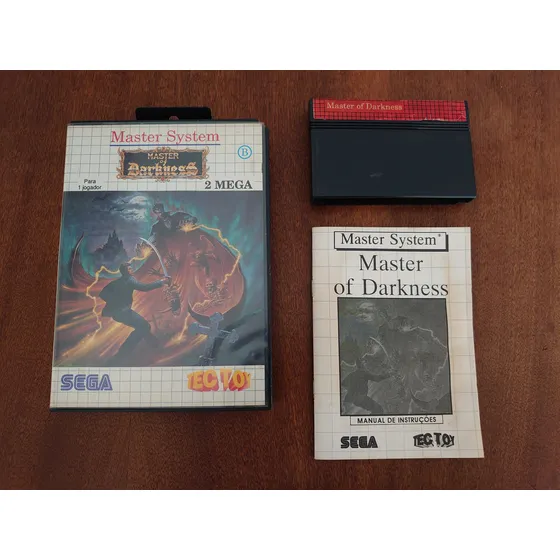 Master System
MASTER
of
Darkness
B
Para
1 jogador
2 MEGA
SEGA
TEC TOY
Master of Darkness
Master System
Master
of Darkness
MANUAL DE INSTRUÇÕES
SEGA
TEC TOY